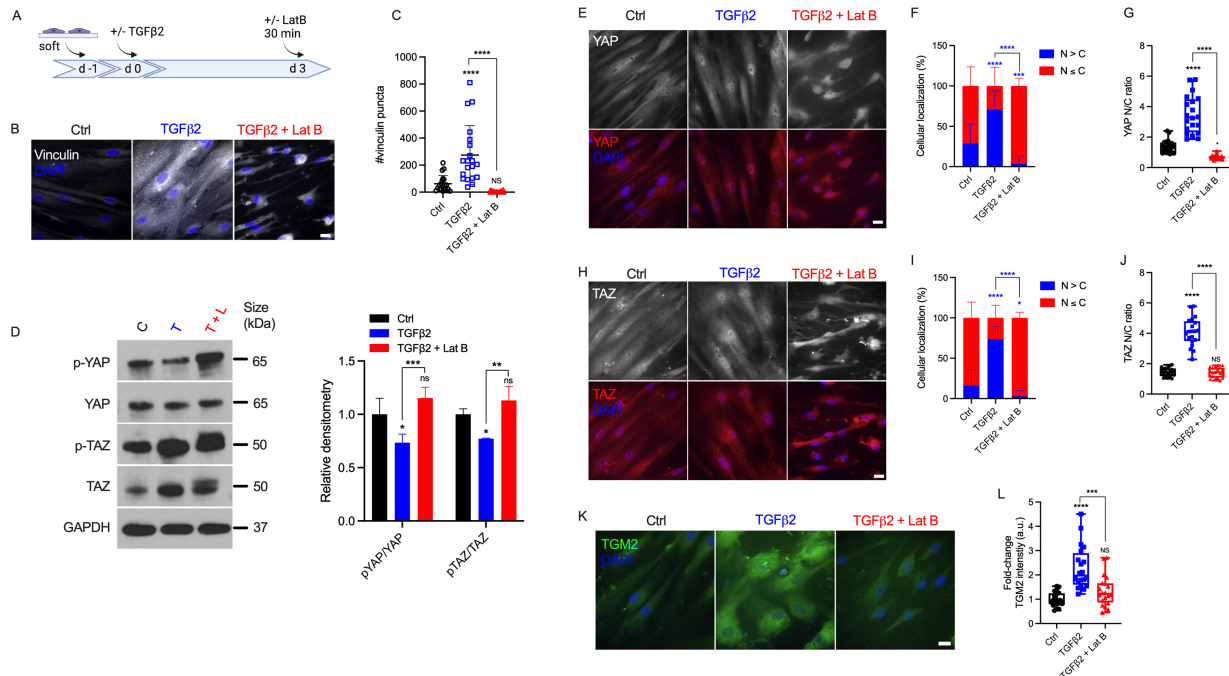 A
+/- LatB
+/- TGFβ2
30 min
soft
d -1
d 0
d 3
B
Ctrl
TGFβ2
TGFβ2 + Lat B
Vinculin
DAPI
C
#vinculin puncta
1000
800
600
400
200
0
****
****
NS
Ctrl
TGFβ2
TGFβ2 + Lat B
D
C
T
T + L
Size
(kDa)
p-YAP
65
YAP
65
p-TAZ
50
TAZ
50
GAPDH
37
Ctrl
TGFβ2
TGFβ2 + Lat B
Relative densitometry
1.5
1.0
0.5
0.0
*
***
ns
*
**
ns
pYAP/YAP
pTAZ/TAZ
E
Ctrl
TGFβ2
TGFβ2 + Lat B
YAP
YAP
DAPI
F
Cellular localization (%)
100
50
0
****
****
***
N > C
N ≤ C
Ctrl
TGFβ2
TGFβ2 + Lat B
G
YAP N/C ratio
8
6
4
2
0
****
****
*
Ctrl
TGFβ2
TGFβ2 + Lat B
H
Ctrl
TGFβ2
TGFβ2 + Lat B
TAZ
TAZ
DAPI
I
Cellular localization (%)
100
50
0
****
****
*
N > C
N ≤ C
Ctrl
TGFβ2
TGFβ2 + Lat B
J
TAZ N/C ratio
8
6
4
2
0
****
****
NS
Ctrl
TGFβ2
TGFβ2 + Lat B
K
Ctrl
TGFβ2
TGFβ2 + Lat B
TGM2
DAPI
L
Fold-change
TGM2 intenstiy (a.u.)
5
4
3
2
1
0
****
***
NS
Ctrl
TGFβ2
TGFβ2 + Lat B